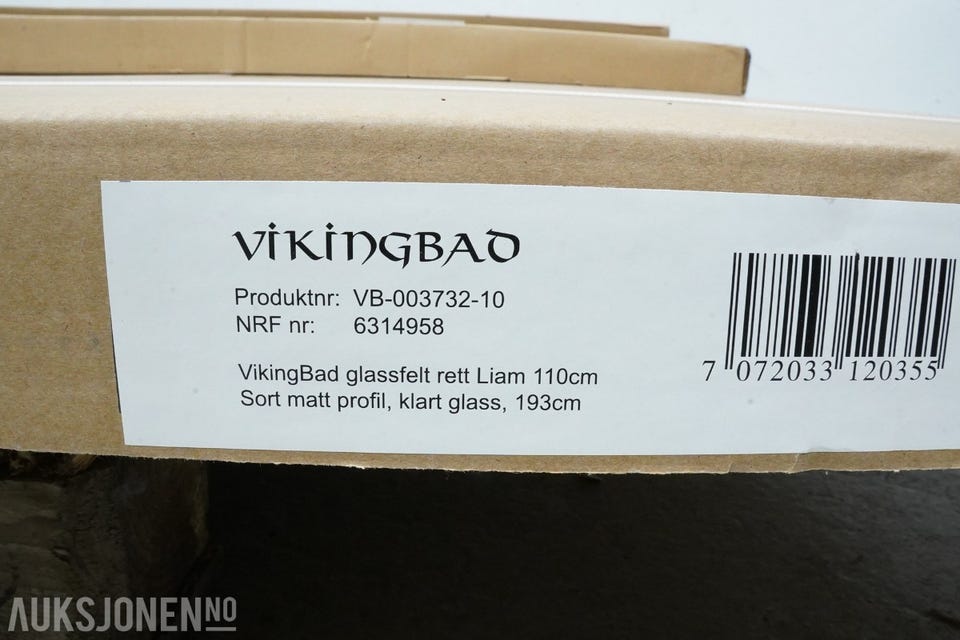 VIKINGBAD
Produktnr: VB-003732-10
NRF nr: 6314958
VikingBad glassfelt rett Liam 110cm
Sort matt profil, klart glass, 193cm
7 072033 120355
AUKSJONEN NO